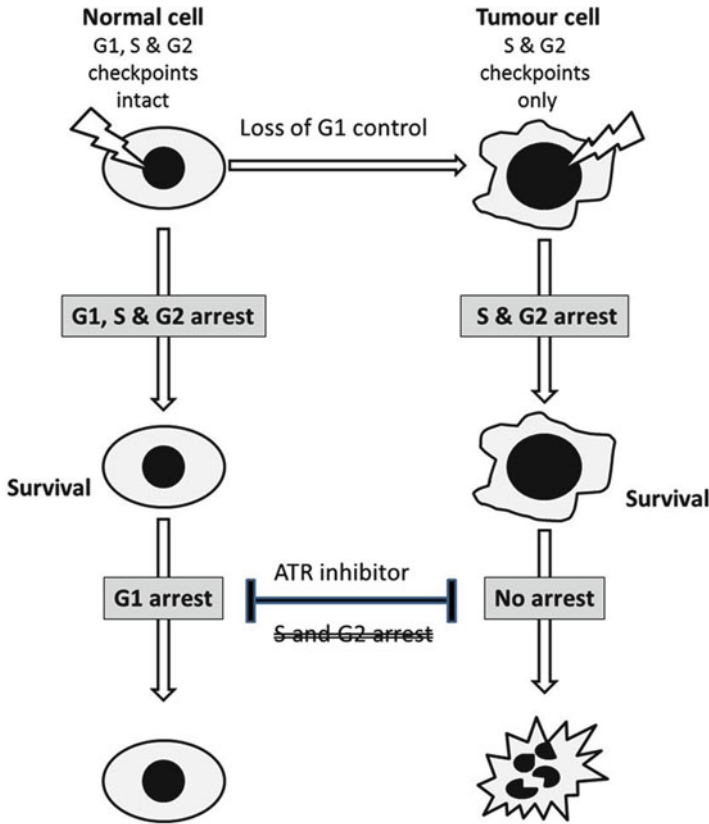 Normal cell
G1, S & G2
checkpoints
intact
Tumour cell
S & G2
checkpoints
only
Loss of G1 control
G1, S & G2 arrest
S & G2 arrest
Survival
Survival
ATR inhibitor
G1 arrest
No arrest
S and G2 arrest